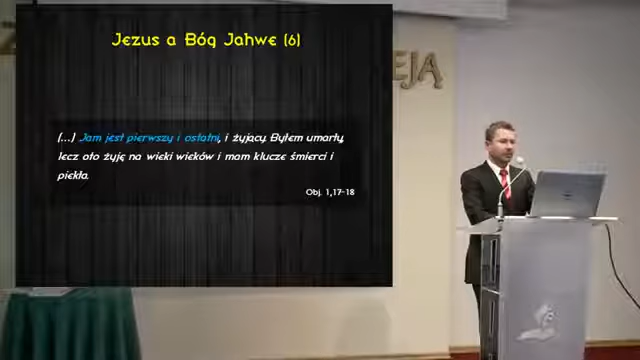 Jezus a Bóg Jahwe (6)
EJĄ
(...) Jam jest pierwszy i ostatni, i żyjący. Byłem umarły,
lecz oto żyję na wieki wieków i mam klucze śmierci i
piekła.
Obj. 1,17-18